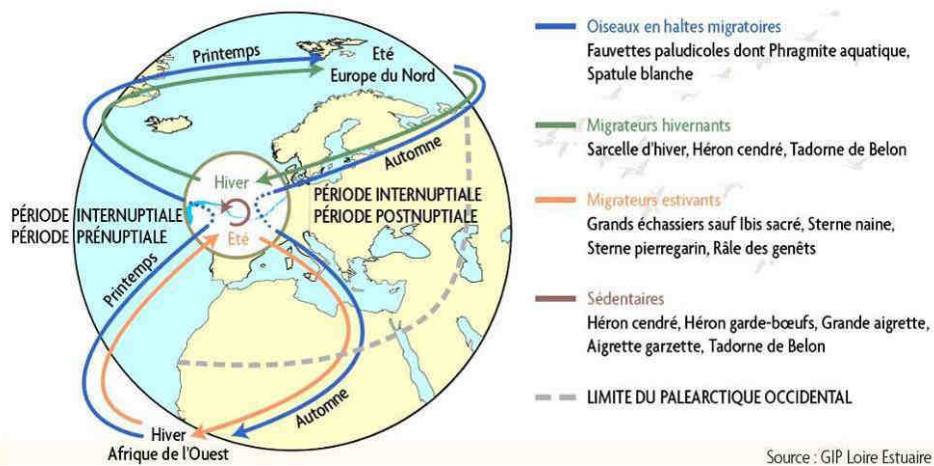 Printemps
Eté
Europe du Nord
Automne
Hiver
PÉRIODE INTERNUPTIALE
PÉRIODE POSTNUPTIALE
PÉRIODE INTERNUPTIALE
PÉRIODE PRÉNUPTIALE
Eté
Printemps
Automne
Hiver
Afrique de l'Ouest
Oiseaux en haltes migratoires
Fauvettes paludicoles dont Phragmite aquatique,
Spatule blanche
Migrateurs hivernants
Sarcelle d'hiver, Héron cendré, Tadorne de Belon
Migrateurs estivants
Grands échassiers sauf Ibis sacré, Sterne naine,
Sterne pierregarin, Râle des genêts
Sédentaires
Héron cendré, Héron garde-bœufs, Grande aigrette,
Aigrette garzette, Tadorne de Belon
LIMITE DU PALEARCTIQUE OCCIDENTAL
Source : GIP Loire Estuaire